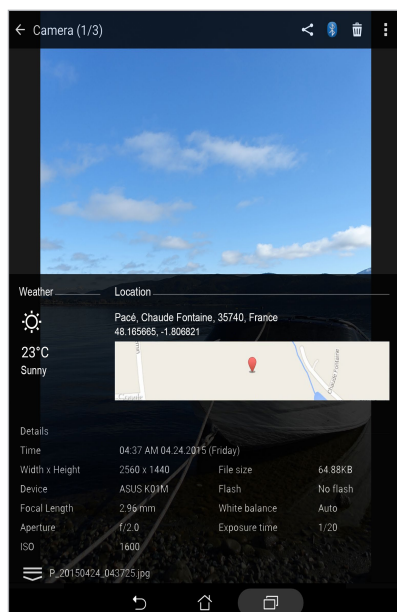 Camera (1/3)
Weather
Location
23°C
Sunny
Pacé, Chaude Fontaine, 35740, France
48.165665, -1.806821
Google
Chaude Fontaine
Details
Time 04:37 AM 04.24.2015 (Friday)
Width x Height 2560 x 1440 File size 64.88KB
Device ASUS K01M Flash No flash
Focal Length 2.96 mm White balance Auto
Aperture f/2.0 Exposure time 1/20
ISO 1600
P_20150424_043725.jpg